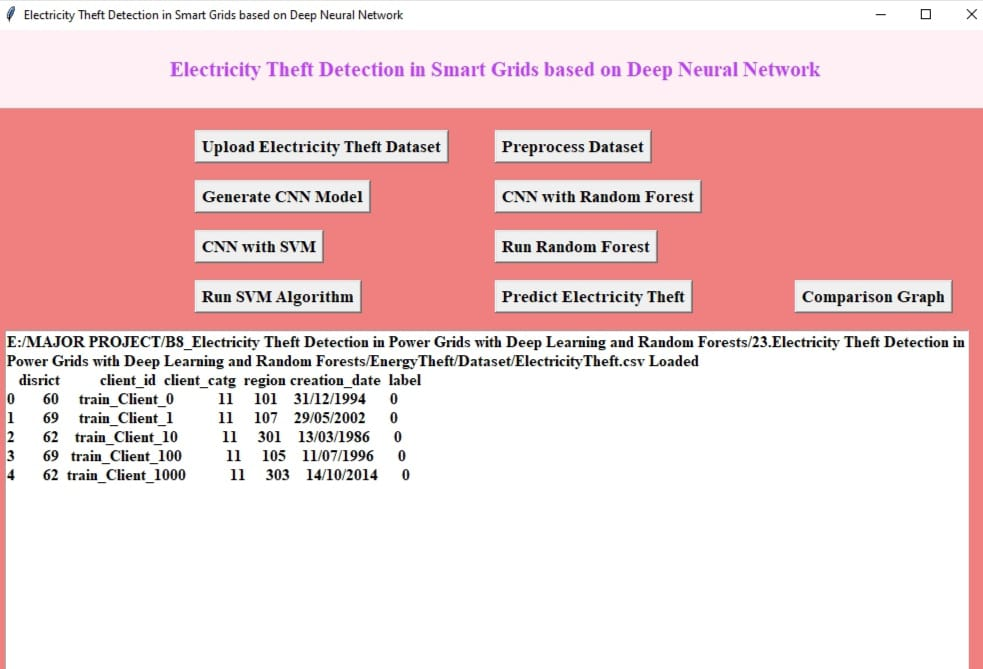 Electricity Theft Detection in Smart Grids based on Deep Neural Network
Electricity Theft Detection in Smart Grids based on Deep Neural Network
Upload Electricity Theft Dataset
Preprocess Dataset
Generate CNN Model
CNN with Random Forest
CNN with SVM
Run Random Forest
Run SVM Algorithm
Predict Electricity Theft
Comparison Graph
E:/MAJOR PROJECT/B8_Electricity Theft Detection in Power Grids with Deep Learning and Random Forests/23.Electricity Theft Detection in
Power Grids with Deep Learning and Random Forests/EnergyTheft/Dataset/ElectricityTheft.csv Loaded
disrict client_id client_catg region creation_date label
0 60 train_Client_0 11 101 31/12/1994 0
1 69 train_Client_1 11 107 29/05/2002 0
2 62 train_Client_10 11 301 13/03/1986 0
3 69 train_Client_100 11 105 11/07/1996 0
4 62 train_Client_1000 11 303 14/10/2014 0